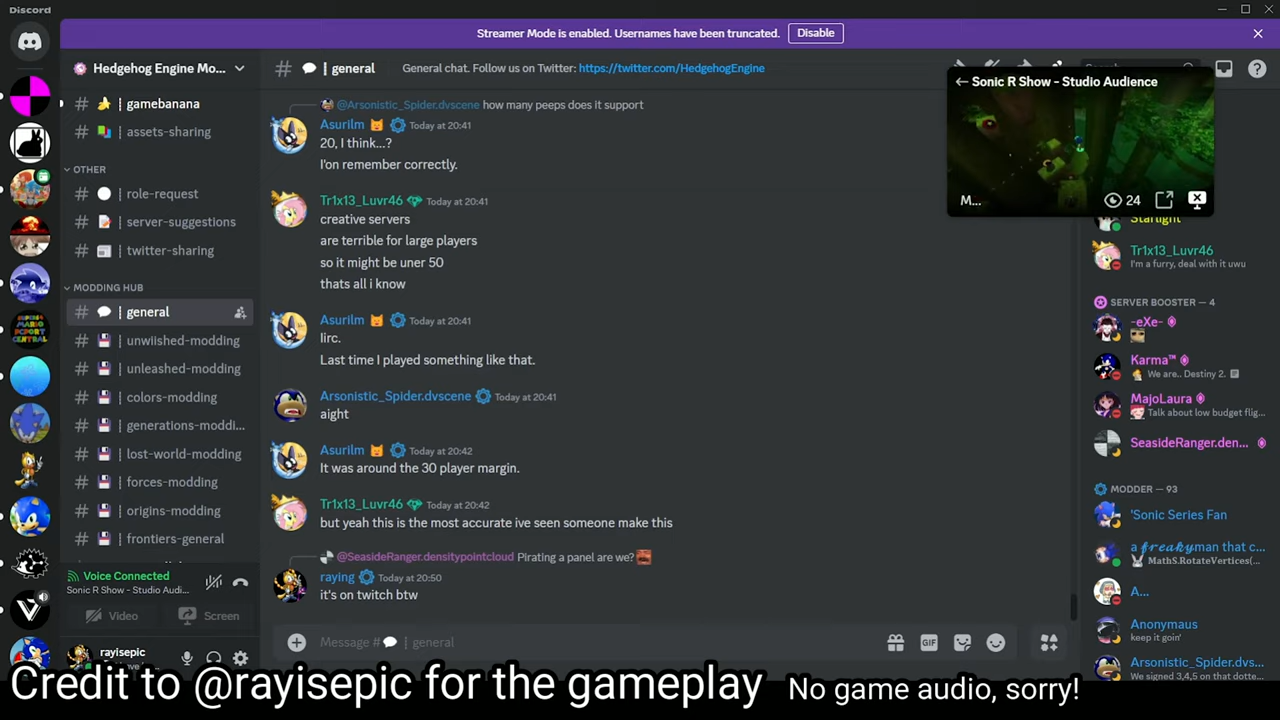 Discord
Streamer Mode is enabled. Usernames have been truncated. Disable
Hedgehog Engine Mo...
| general
General chat. Follow us on Twitter: https://twitter.com/HedgehogEngine
| gamebanana
| assets-sharing
OTHER
| role-request
| server-suggestions
| twitter-sharing
MODDING HUB
| general
| unwiished-modding
| unleashed-modding
| colors-modding
| generations-moddi...
| lost-world-modding
| forces-modding
| origins-modding
| frontiers-general
Voice Connected
Sonic R Show - Studio Audi...
Video Screen
rayisepic
@Arsonistic_Spider.dvscene how many peeps does it support
Asurilm Today at 20:41
20, I think...?
I'on remember correctly.
Tr1x13_Luvr46 Today at 20:41
creative servers
are terrible for large players
so it might be uner 50
thats all i know
Asurilm Today at 20:41
Iirc.
Last time I played something like that.
Arsonistic_Spider.dvscene Today at 20:41
aight
Asurilm Today at 20:42
It was around the 30 player margin.
Tr1x13_Luvr46 Today at 20:42
but yeah this is the most accurate ive seen someone make this
@SeasideRanger.densitypointcloud Pirating a panel are we?
raying Today at 20:50
it's on twitch btw
Message # | general
GIF
Sonic R Show - Studio Audience
M...
24
Starlight
Tr1x13_Luvr46
I'm a furry, deal with it uwu
SERVER BOOSTER — 4
-eXe-
Karma™
We are.. Destiny 2.
MajoLaura
Talk about low budget flig...
SeasideRanger.den...
MODDER — 93
'Sonic Series Fan
a freakyman that c...
MathS.RotateVertices(...
A...
Anonymaus
keep it goin'
Arsonistic_Spider.dvs...
We signed 3,4,5 on that dotte...
Credit to @rayisepic for the gameplay
No game audio, sorry!